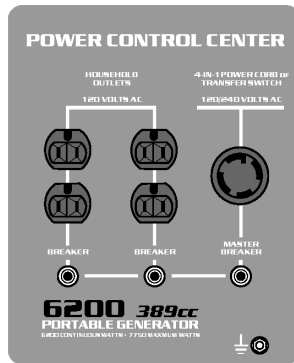 POWER CONTROL CENTER
HOUSEHOLD
OUTLETS
120 VOLTS AC
4-IN-1 POWER CORD OR
TRANSFER SWITCH
120/240 VOLTS AC
BREAKER
BREAKER
MASTER
BREAKER
6200 389cc
PORTABLE GENERATOR
6200 CONTINUOUS WATTS • 7750 MAXIMUM WATTS